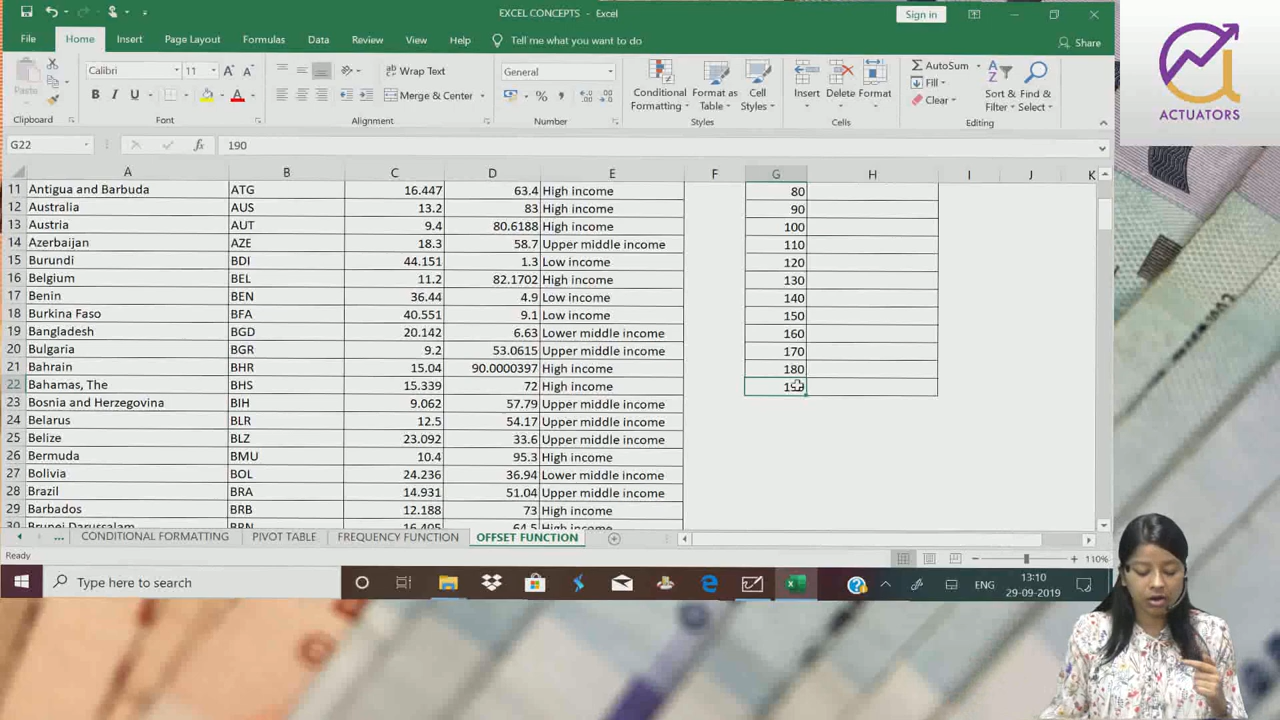 EXCEL CONCEPTS - Excel
Sign in
File Home Insert Page Layout Formulas Data Review View Help Tell me what you want to do
Share
Paste
Calibri 11
B I U
Wrap Text
Merge & Center
General
Conditional Formatting
Format as Table
Cell Styles
Insert Delete Format
AutoSum
Fill
Clear
Sort & Filter
Find & Select
Clipboard Font Alignment Number Styles Cells Editing
ACTUATORS
G22 fx 190
A B C D E F G H I J K
11 Antigua and Barbuda ATG 16.447 63.4 High income 80
12 Australia AUS 13.2 83 High income 90
13 Austria AUT 9.4 80.6188 High income 100
14 Azerbaijan AZE 18.3 58.7 Upper middle income 110
15 Burundi BDI 44.151 1.3 Low income 120
16 Belgium BEL 11.2 82.1702 High income 130
17 Benin BEN 36.44 4.9 Low income 140
18 Burkina Faso BFA 40.551 9.1 Low income 150
19 Bangladesh BGD 20.142 6.63 Lower middle income 160
20 Bulgaria BGR 9.2 53.0615 Upper middle income 170
21 Bahrain BHR 15.04 90.0000397 High income 180
22 Bahamas, The BHS 15.339 72 High income 190
23 Bosnia and Herzegovina BIH 9.062 57.79 Upper middle income
24 Belarus BLR 12.5 54.17 Upper middle income
25 Belize BLZ 23.092 33.6 Upper middle income
26 Bermuda BMU 10.4 95.3 High income
27 Bolivia BOL 24.236 36.94 Lower middle income
28 Brazil BRA 14.931 51.04 Upper middle income
29 Barbados BRB 12.188 73 High income
30 Brunei Darussalam BRN 16.405 64.5 High income
... CONDITIONAL FORMATTING PIVOT TABLE FREQUENCY FUNCTION OFFSET FUNCTION
Ready
110%
Type here to search
ENG
13:10
29-09-2019